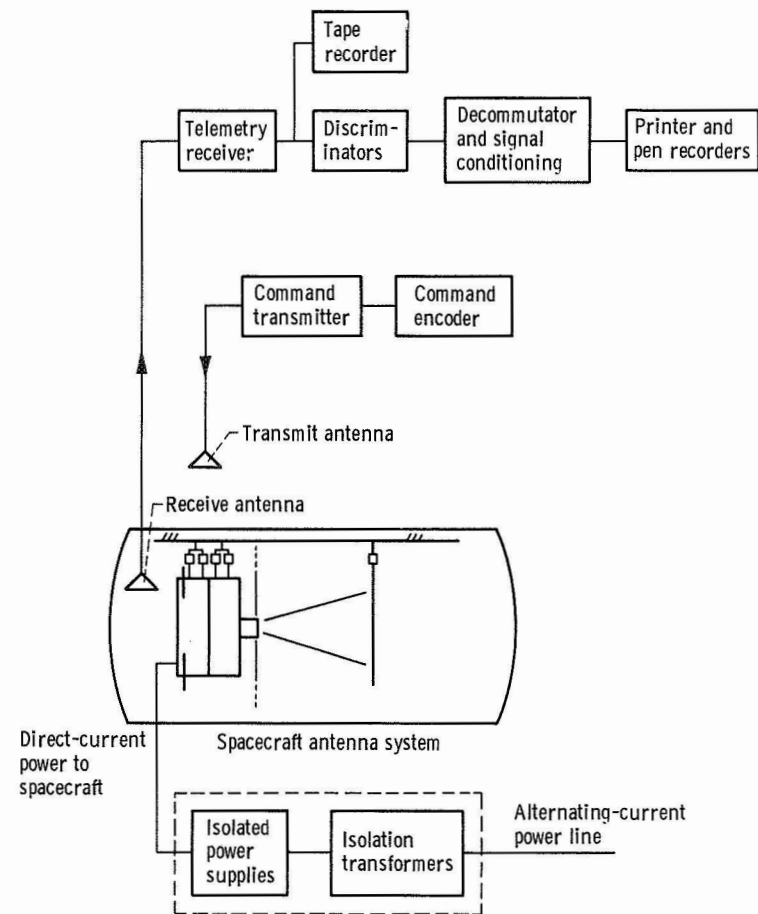 Tape
recorder
Telemetry
receiver
Discrim-
inators
Decommutator
and signal
conditioning
Printer and
pen recorders
Command
transmitter
Command
encoder
Transmit antenna
Receive antenna
Direct-current
power to
spacecraft
Spacecraft antenna system
Isolated
power
supplies
Isolation
transformers
Alternating-current
power line